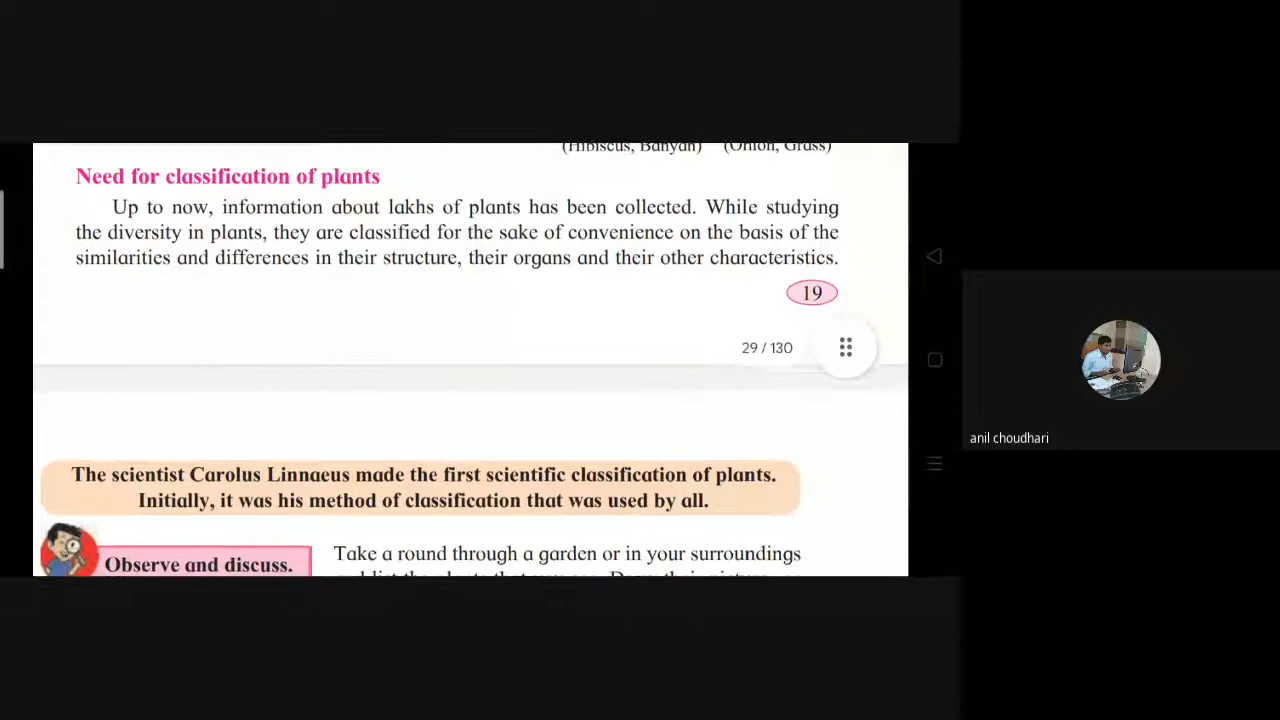 (Hibiscus, Banyan) (Onion, Grass)
Need for classification of plants
Up to now, information about lakhs of plants has been collected. While studying
the diversity in plants, they are classified for the sake of convenience on the basis of the
similarities and differences in their structure, their organs and their other characteristics.
19
29 / 130
The scientist Carolus Linnaeus made the first scientific classification of plants.
Initially, it was his method of classification that was used by all.
Observe and discuss.
Take a round through a garden or in your surroundings
anil choudhari